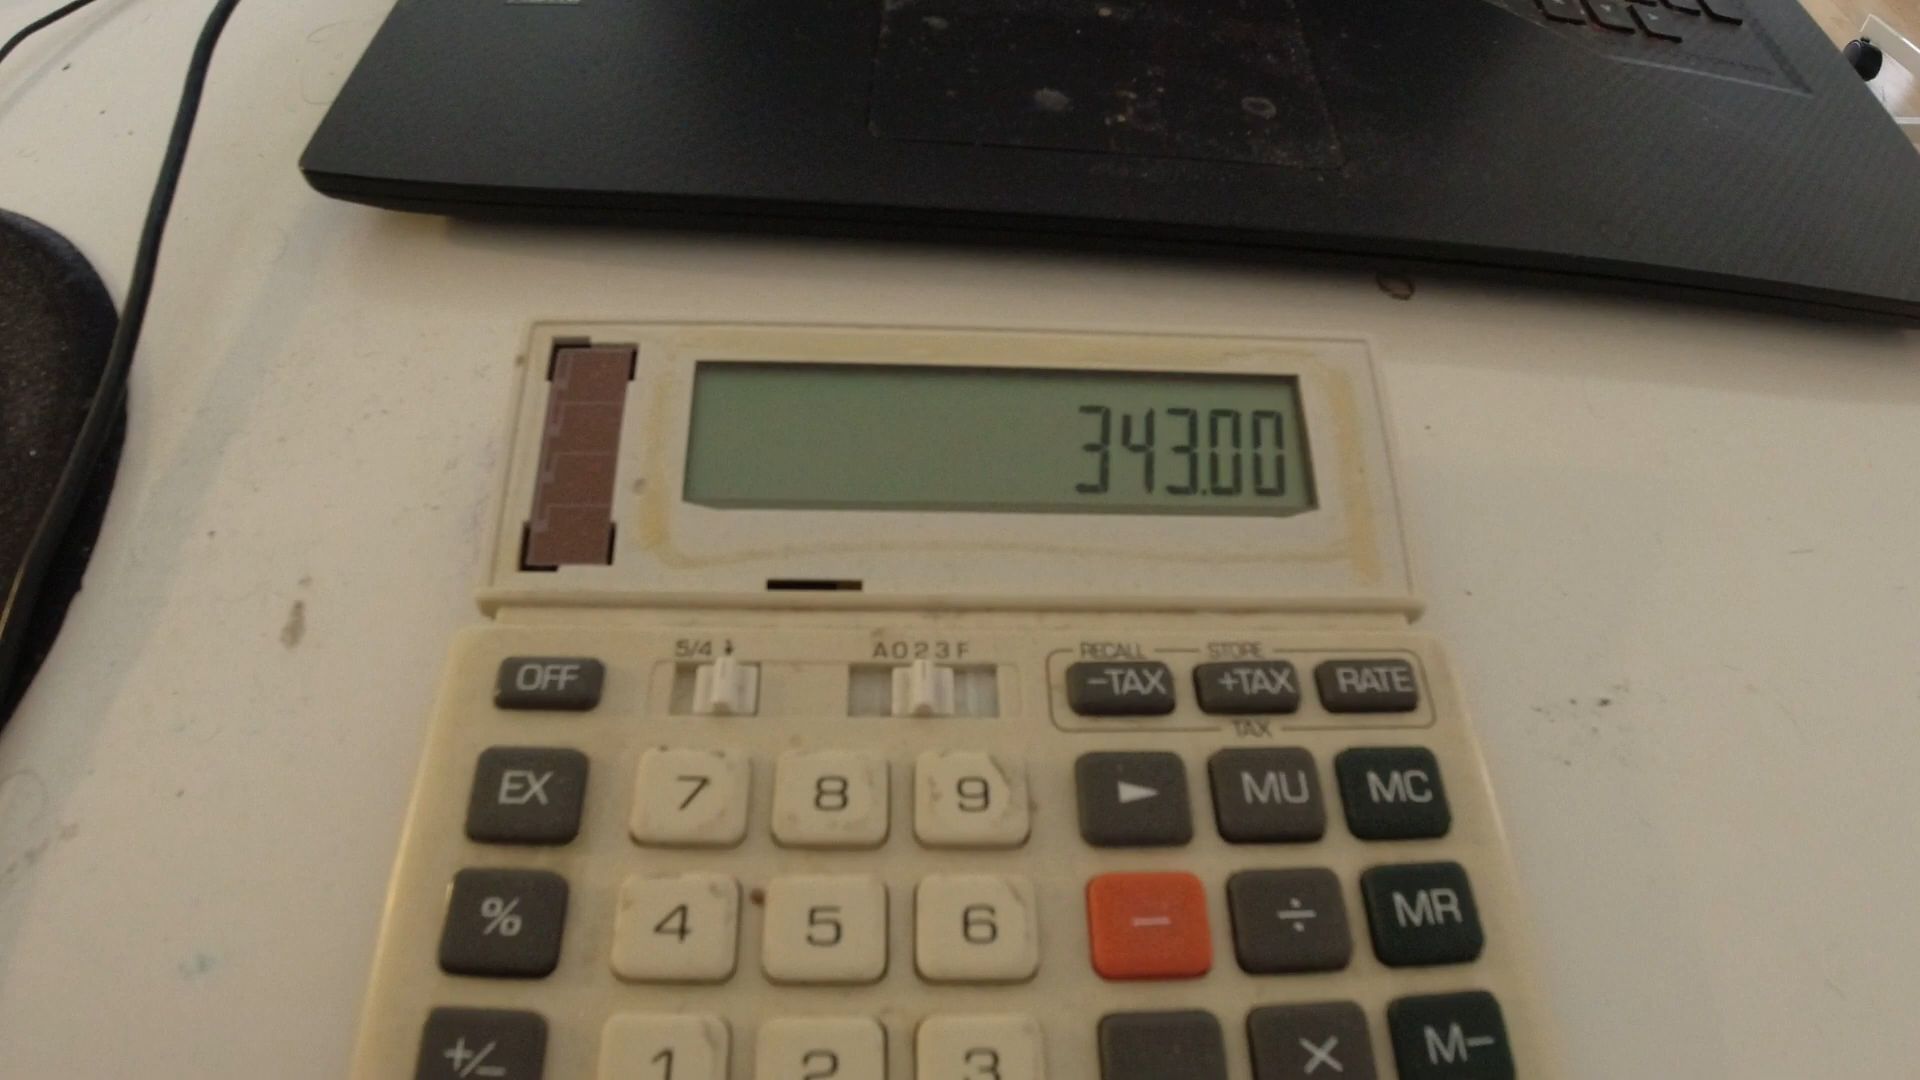 343.00
5/4 A 0 2 3 F RECALL STORE
OFF -TAX +TAX RATE
TAX
EX 7 8 9 ► MU MC
% 4 5 6 - ÷ MR
+/- 1 2 3 × M-